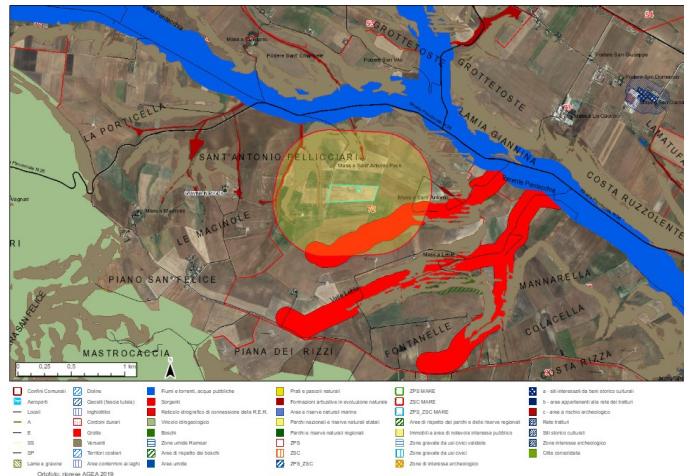 GROTTETOSTE
GROTTETOSTE
LA PORTICELLA
LAMIA GIANNINA
SANT'ANTONIO PELLICCIARI
LE MAGINOLE
COSTA RUZZOLENTE
PIANO SAN FELICE
MANNARELLA
FONTANELLE
COLACELLA
MASTROCACCIA
PIANA DEI RIZZI
COSTA RIZZA
0 0,25 0,5 1 km
Confini Comunali
Aeroporti
Locali
A
E
SS
SP
Lame e gravine
Doline
Geositi (fascia tutela)
Inghiottitoi
Cordoni dunari
Grotte
Versanti
Territori costieri
Aree contermini ai laghi
Fiumi e torrenti, acque pubbliche
Sorgenti
Reticolo idrografico di connessione della R.E.R.
Vincolo idrogeologico
Boschi
Zone umide Ramsar
Area di rispetto dei boschi
Aree umide
Prati e pascoli naturali
Formazioni arbustive in evoluzione naturale
Aree e riserve naturali marine
Parchi nazionali e riserve naturali statali
Parchi e riserve naturali regionali
ZPS
ZSC
ZPS_ZSC
ZPS MARE
ZSC MARE
ZPS_ZSC MARE
Area di rispetto dei parchi e delle riserve regionali
Immobili e aree di notevole interesse pubblico
Zone gravate da usi civici validate
Zone gravate da usi civici
Zone di interesse archeologico
a - siti interessati da beni storico culturali
b - aree appartenenti alla rete dei tratturi
c - aree a rischio archeologico
Rete tratturi
Siti storico culturali
Zone interesse archeologico
Città consolidata
Ortofoto: riprese AGEA 2019